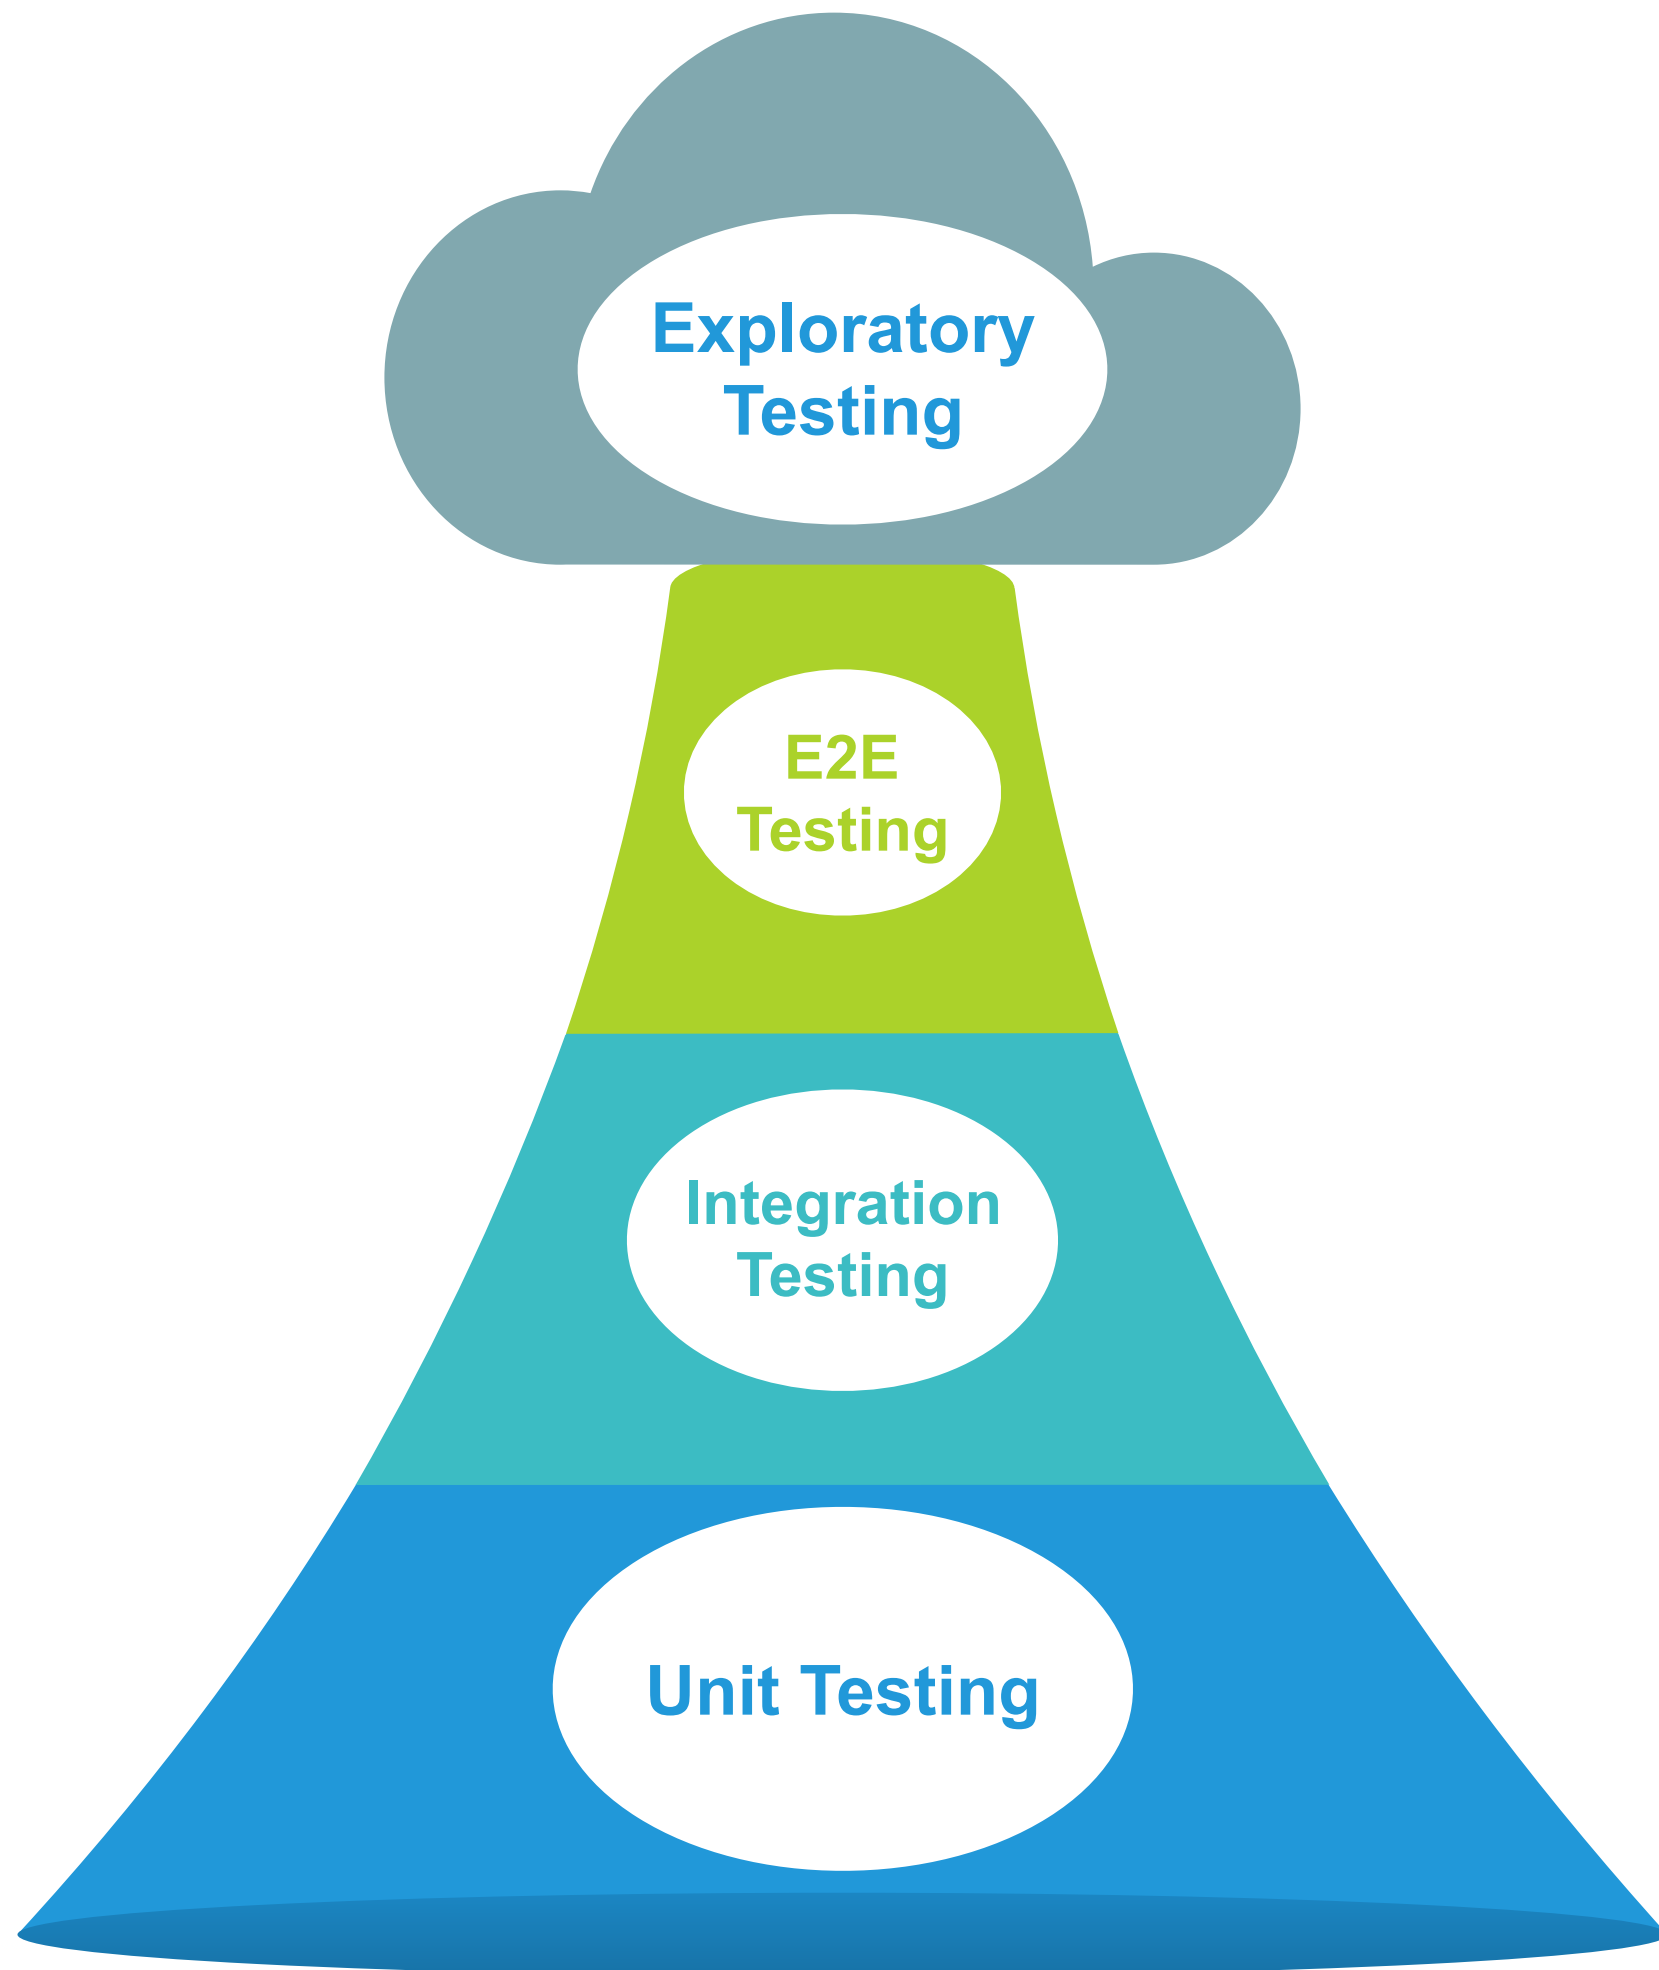 Exploratory
Testing
E2E
Testing
Integration
Testing
Unit Testing